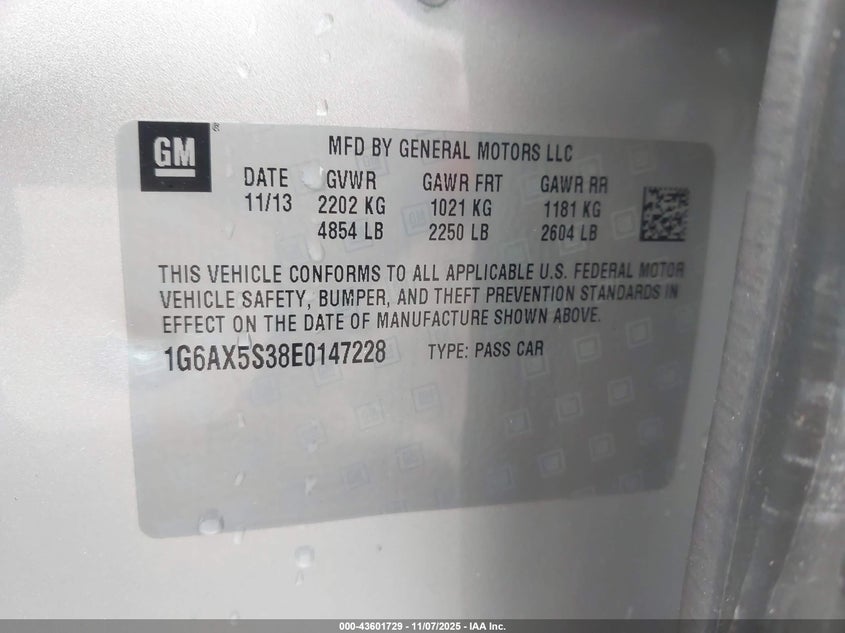 GM®
MFD BY GENERAL MOTORS LLC
DATE GVWR GAWR FRT GAWR RR
11/13 2202 KG 1021 KG 1181 KG
4854 LB 2250 LB 2604 LB
THIS VEHICLE CONFORMS TO ALL APPLICABLE U.S. FEDERAL MOTOR
VEHICLE SAFETY, BUMPER, AND THEFT PREVENTION STANDARDS IN
EFFECT ON THE DATE OF MANUFACTURE SHOWN ABOVE.
1G6AX5S38E0147228 TYPE: PASS CAR
000-43601729 - 11/07/2025 - IAA Inc.